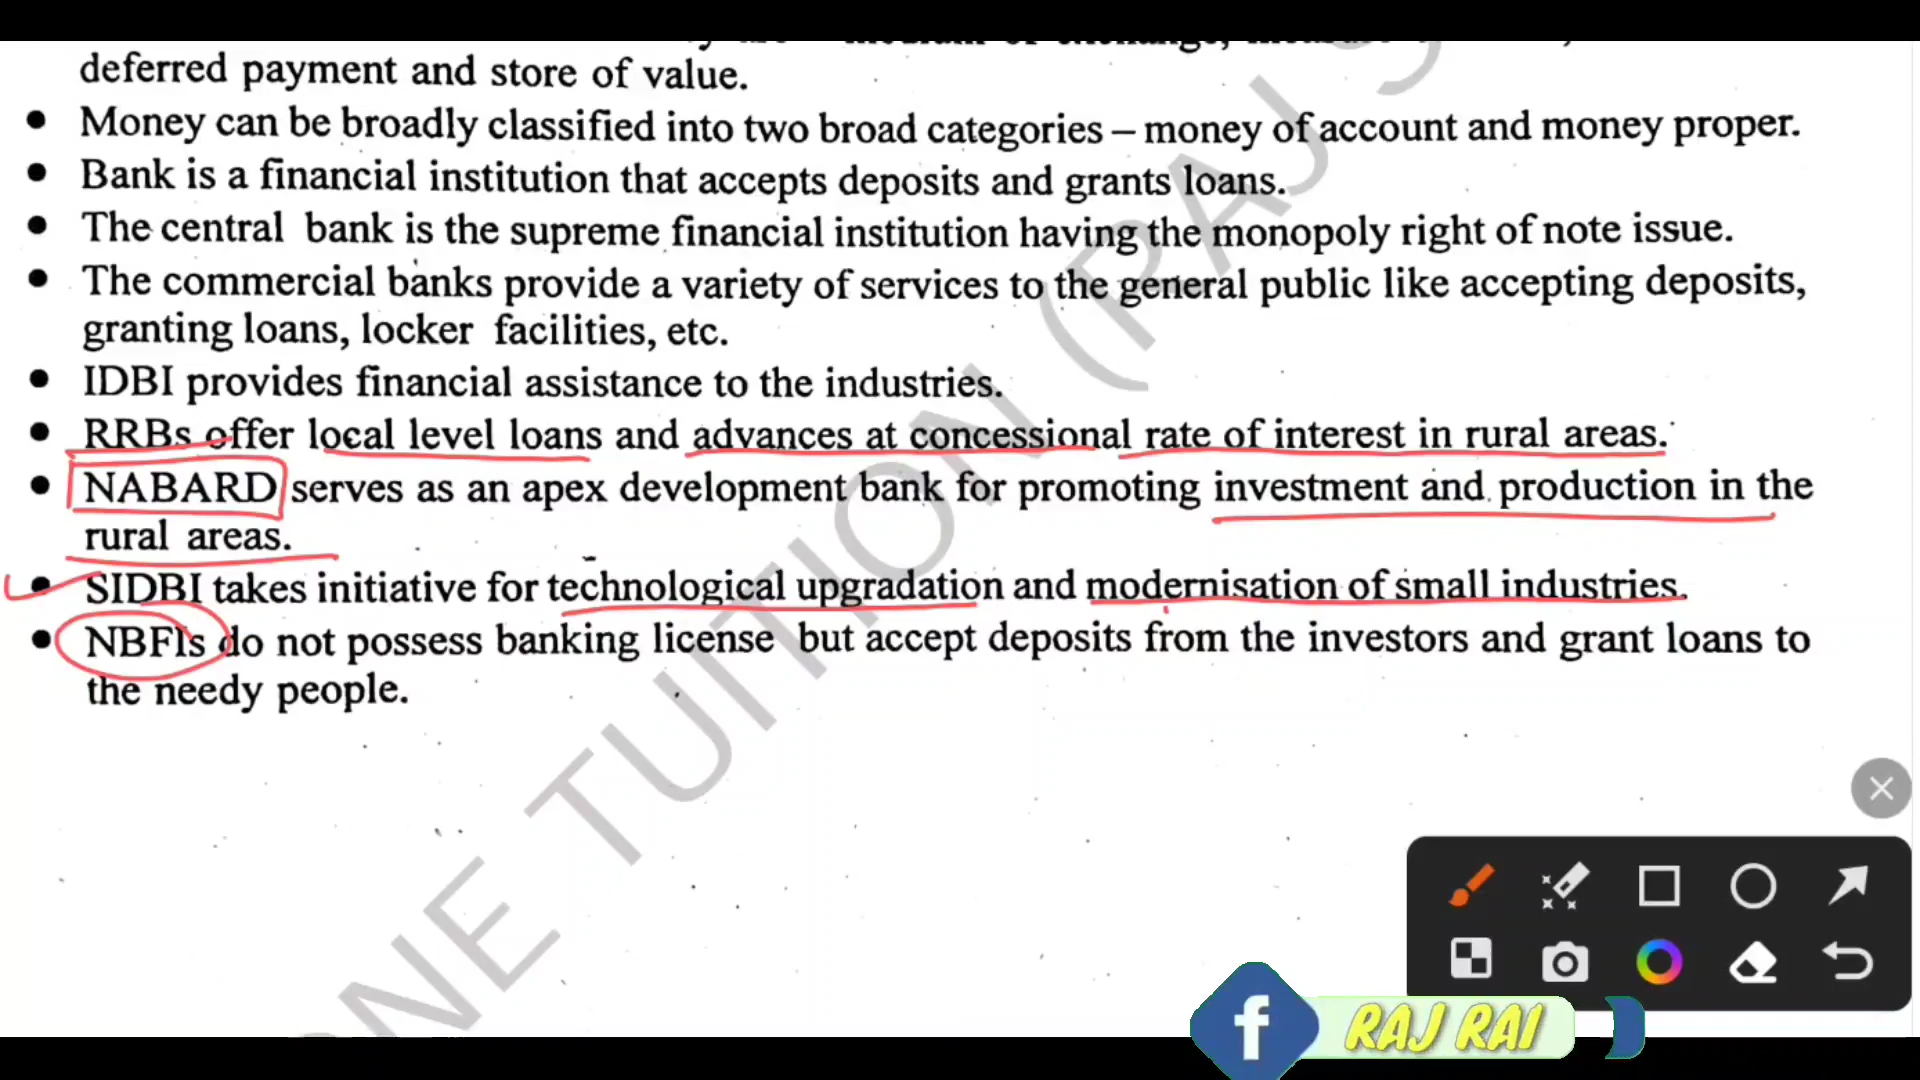 deferred payment and store of value.
• Money can be broadly classified into two broad categories – money of account and money proper.
• Bank is a financial institution that accepts deposits and grants loans.
• The central bank is the supreme financial institution having the monopoly right of note issue.
• The commercial banks provide a variety of services to the general public like accepting deposits,
granting loans, locker facilities, etc.
• IDBI provides financial assistance to the industries.
• RRBs offer local level loans and advances at concessional rate of interest in rural areas.
• NABARD serves as an apex development bank for promoting investment and production in the
rural areas.
• SIDBI takes initiative for technological upgradation and modernisation of small industries.
• NBFIs do not possess banking license but accept deposits from the investors and grant loans to
the needy people.
NE TUITION (RAJ S
f RAJ RAI